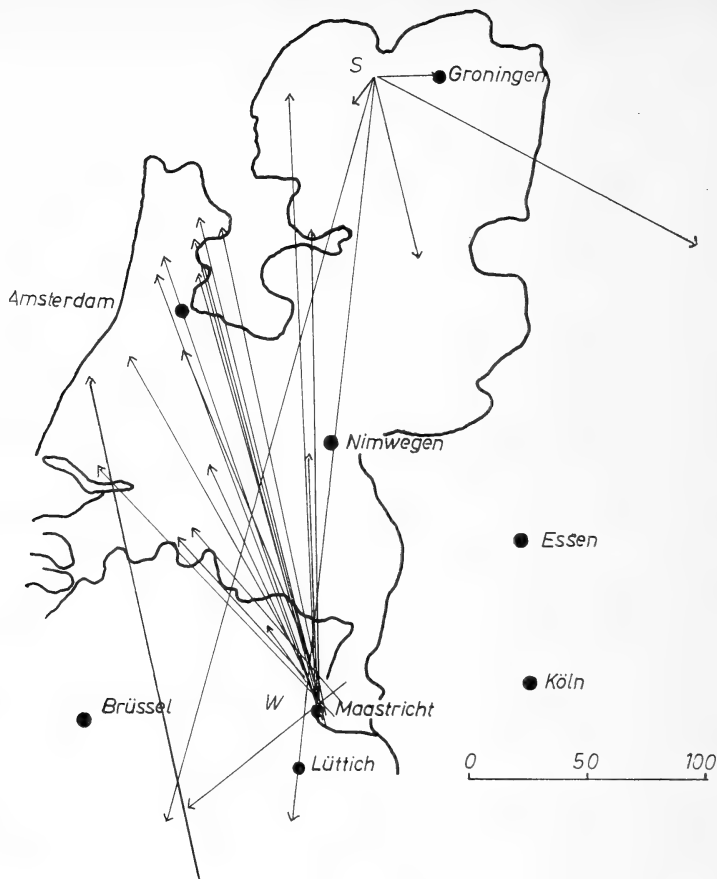 S
Groningen
Amsterdam
Nimwegen
Essen
Köln
W
Brüssel
Maastricht
Lüttich
0 50 100